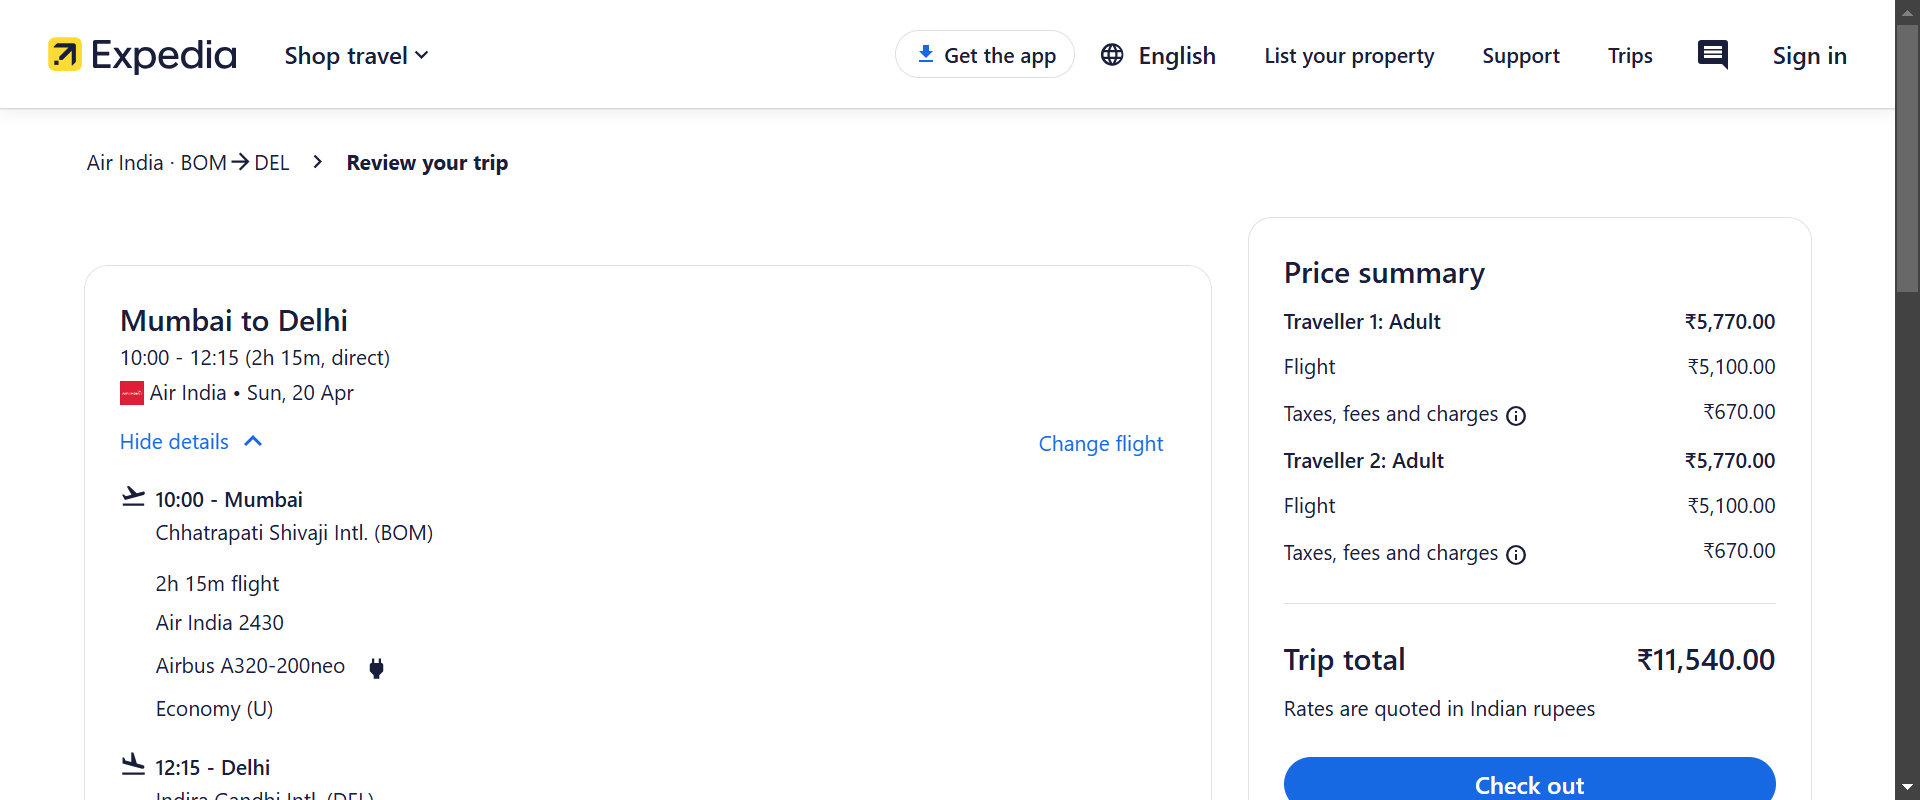 Expedia
Shop travel
Get the app
English
List your property
Support
Trips
Sign in
Air India · BOM → DEL > Review your trip
Mumbai to Delhi
10:00 - 12:15 (2h 15m, direct)
Air India • Sun, 20 Apr
Hide details
Change flight
10:00 - Mumbai
Chhatrapati Shivaji Intl. (BOM)
2h 15m flight
Air India 2430
Airbus A320-200neo
Economy (U)
12:15 - Delhi
Indira Gandhi Intl. (DEL)
Price summary
Traveller 1: Adult ₹5,770.00
Flight ₹5,100.00
Taxes, fees and charges ₹670.00
Traveller 2: Adult ₹5,770.00
Flight ₹5,100.00
Taxes, fees and charges ₹670.00
Trip total ₹11,540.00
Rates are quoted in Indian rupees
Check out